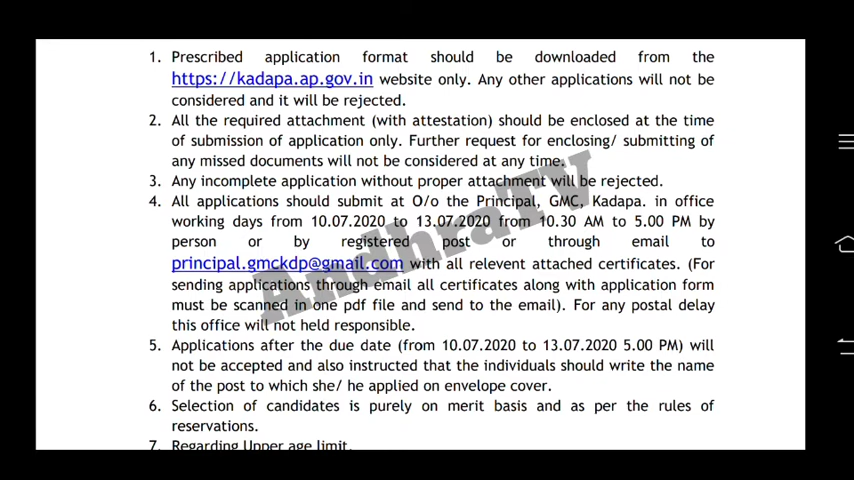 1. Prescribed application format should be downloaded from the
https://kadapa.ap.gov.in website only. Any other applications will not be
considered and it will be rejected.
2. All the required attachment (with attestation) should be enclosed at the time
of submission of application only. Further request for enclosing/ submitting of
any missed documents will not be considered at any time.
3. Any incomplete application without proper attachment will be rejected.
4. All applications should submit at O/o the Principal, GMC, Kadapa. in office
working days from 10.07.2020 to 13.07.2020 from 10.30 AM to 5.00 PM by
person or by registered post or through email to
principal.gmckdp@gmail.com with all relevent attached certificates. (For
sending applications through email all certificates along with application form
must be scanned in one pdf file and send to the email). For any postal delay
this office will not held responsible.
5. Applications after the due date (from 10.07.2020 to 13.07.2020 5.00 PM) will
not be accepted and also instructed that the individuals should write the name
of the post to which she/ he applied on envelope cover.
6. Selection of candidates is purely on merit basis and as per the rules of
reservations.
7. Regarding Upper age limit.
AndhraTV